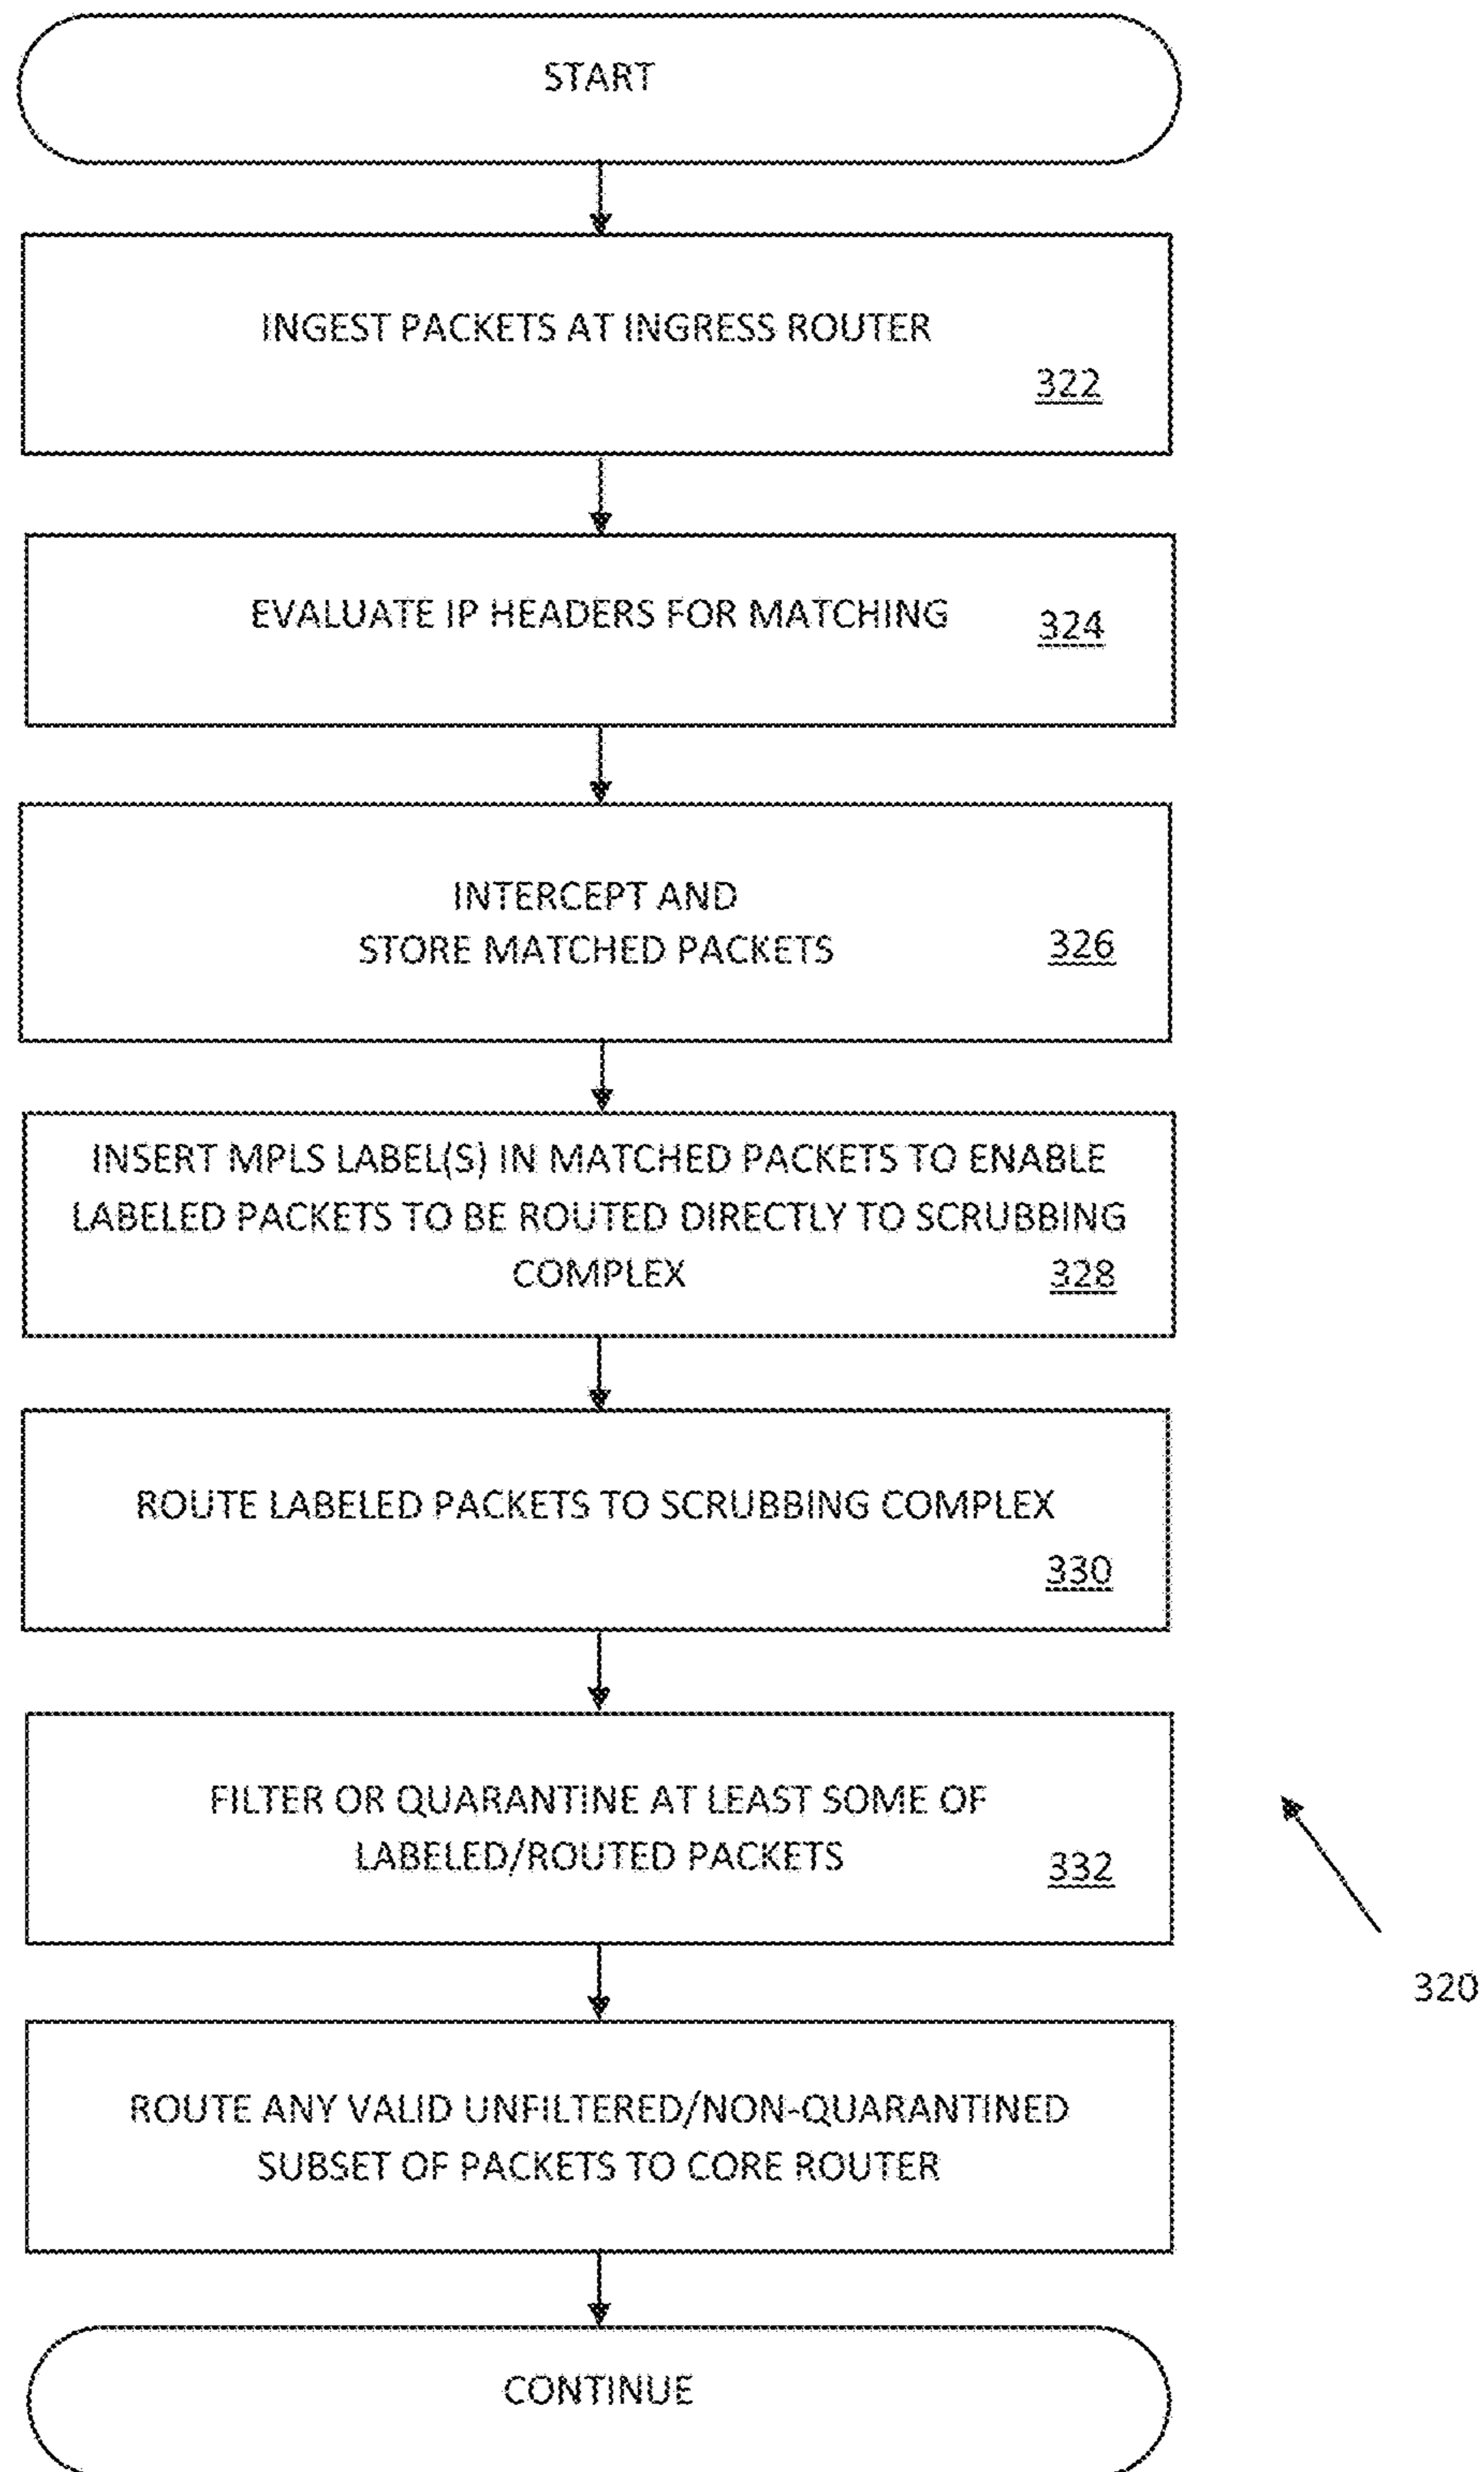 START
INGEST PACKETS AT INGRESS ROUTER
322
EVALUATE IP HEADERS FOR MATCHING
324
INTERCEPT AND
STORE MATCHED PACKETS
326
INSERT MPLS LABEL(S) IN MATCHED PACKETS TO ENABLE
LABELED PACKETS TO BE ROUTED DIRECTLY TO SCRUBBING
COMPLEX
328
ROUTE LABELED PACKETS TO SCRUBBING COMPLEX
330
FILTER OR QUARANTINE AT LEAST SOME OF
LABELED/ROUTED PACKETS
332
320
ROUTE ANY VALID UNFILTERED/NON-QUARANTINED
SUBSET OF PACKETS TO CORE ROUTER
CONTINUE